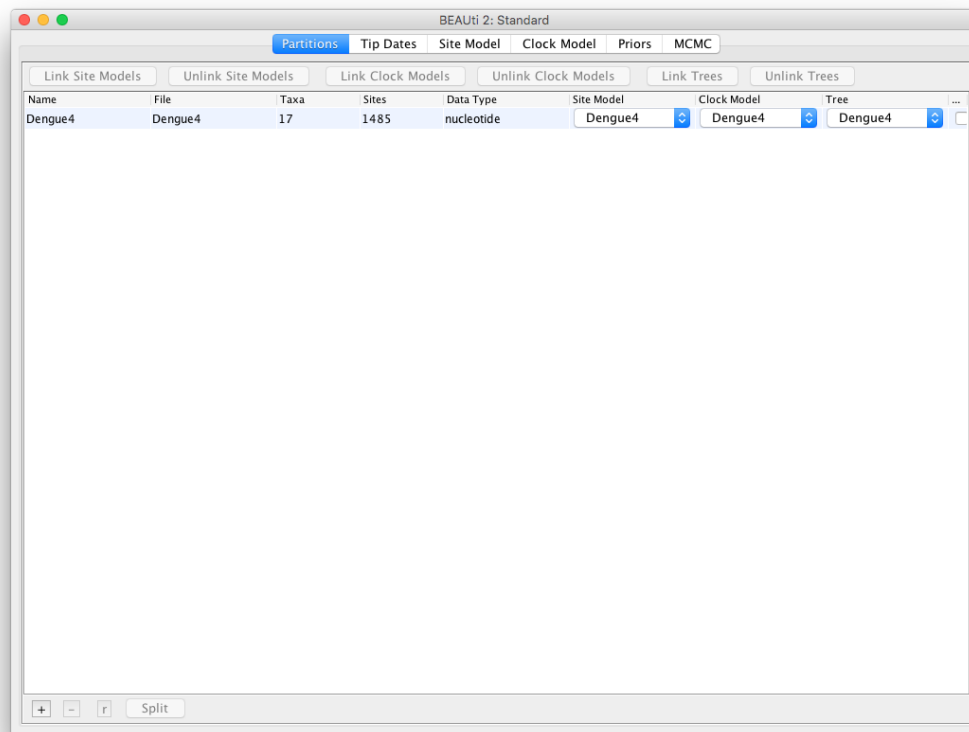 BEAUti 2: Standard
Partitions Tip Dates Site Model Clock Model Priors MCMC
Link Site Models Unlink Site Models Link Clock Models Unlink Clock Models Link Trees Unlink Trees
Name File Taxa Sites Data Type Site Model Clock Model Tree ...
Dengue4 Dengue4 17 1485 nucleotide Dengue4 Dengue4 Dengue4
+ - r Split